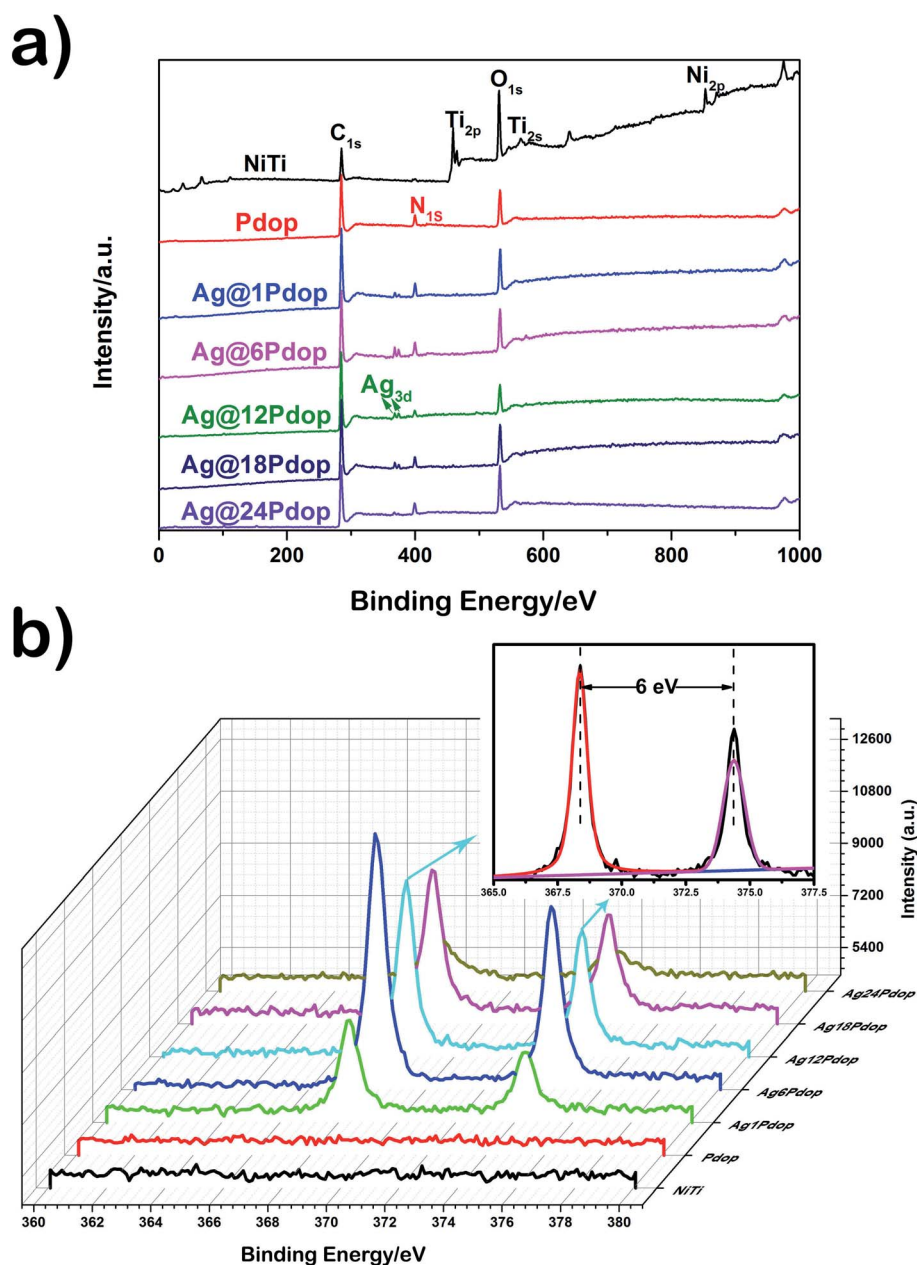 a)
Intensity/a.u.
NiTi
C1s
Ti2p
O1s
Ti2s
Ni2p
Pdop
N1S
Ag@1Pdop
Ag@6Pdop
Ag@12Pdop
Ag3d
Ag@18Pdop
Ag@24Pdop
0 200 400 600 800 1000
Binding Energy/eV
b)
6 eV
365.0 367.5 370.0 372.5 375.0 377.5
12600
10800
9000
7200
5400
Intensity (a.u.)
Ag24Pdop
Ag18Pdop
Ag12Pdop
Ag6Pdop
Ag1Pdop
Pdop
NiTi
360 362 364 366 368 370 372 374 376 378 380
Binding Energy/eV